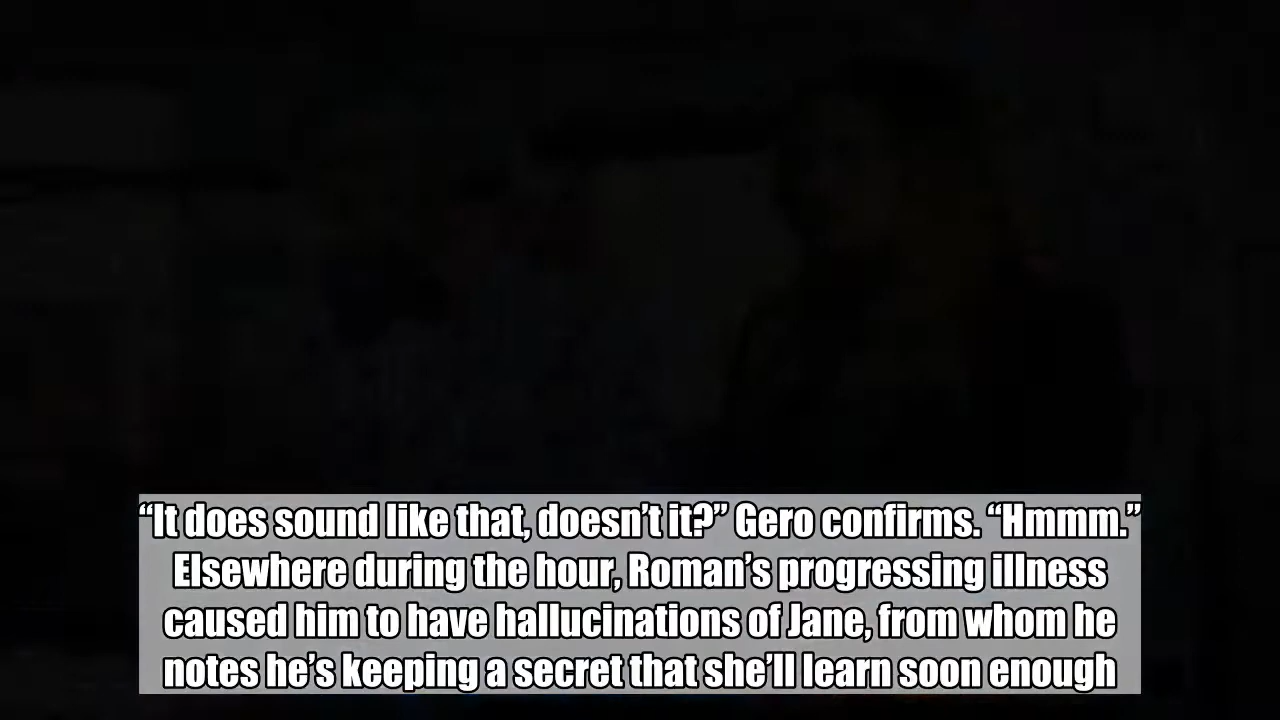 “It does sound like that, doesn’t it?” Gero confirms. “Hmmm.”
Elsewhere during the hour, Roman’s progressing illness
caused him to have hallucinations of Jane, from whom he
notes he’s keeping a secret that she’ll learn soon enough